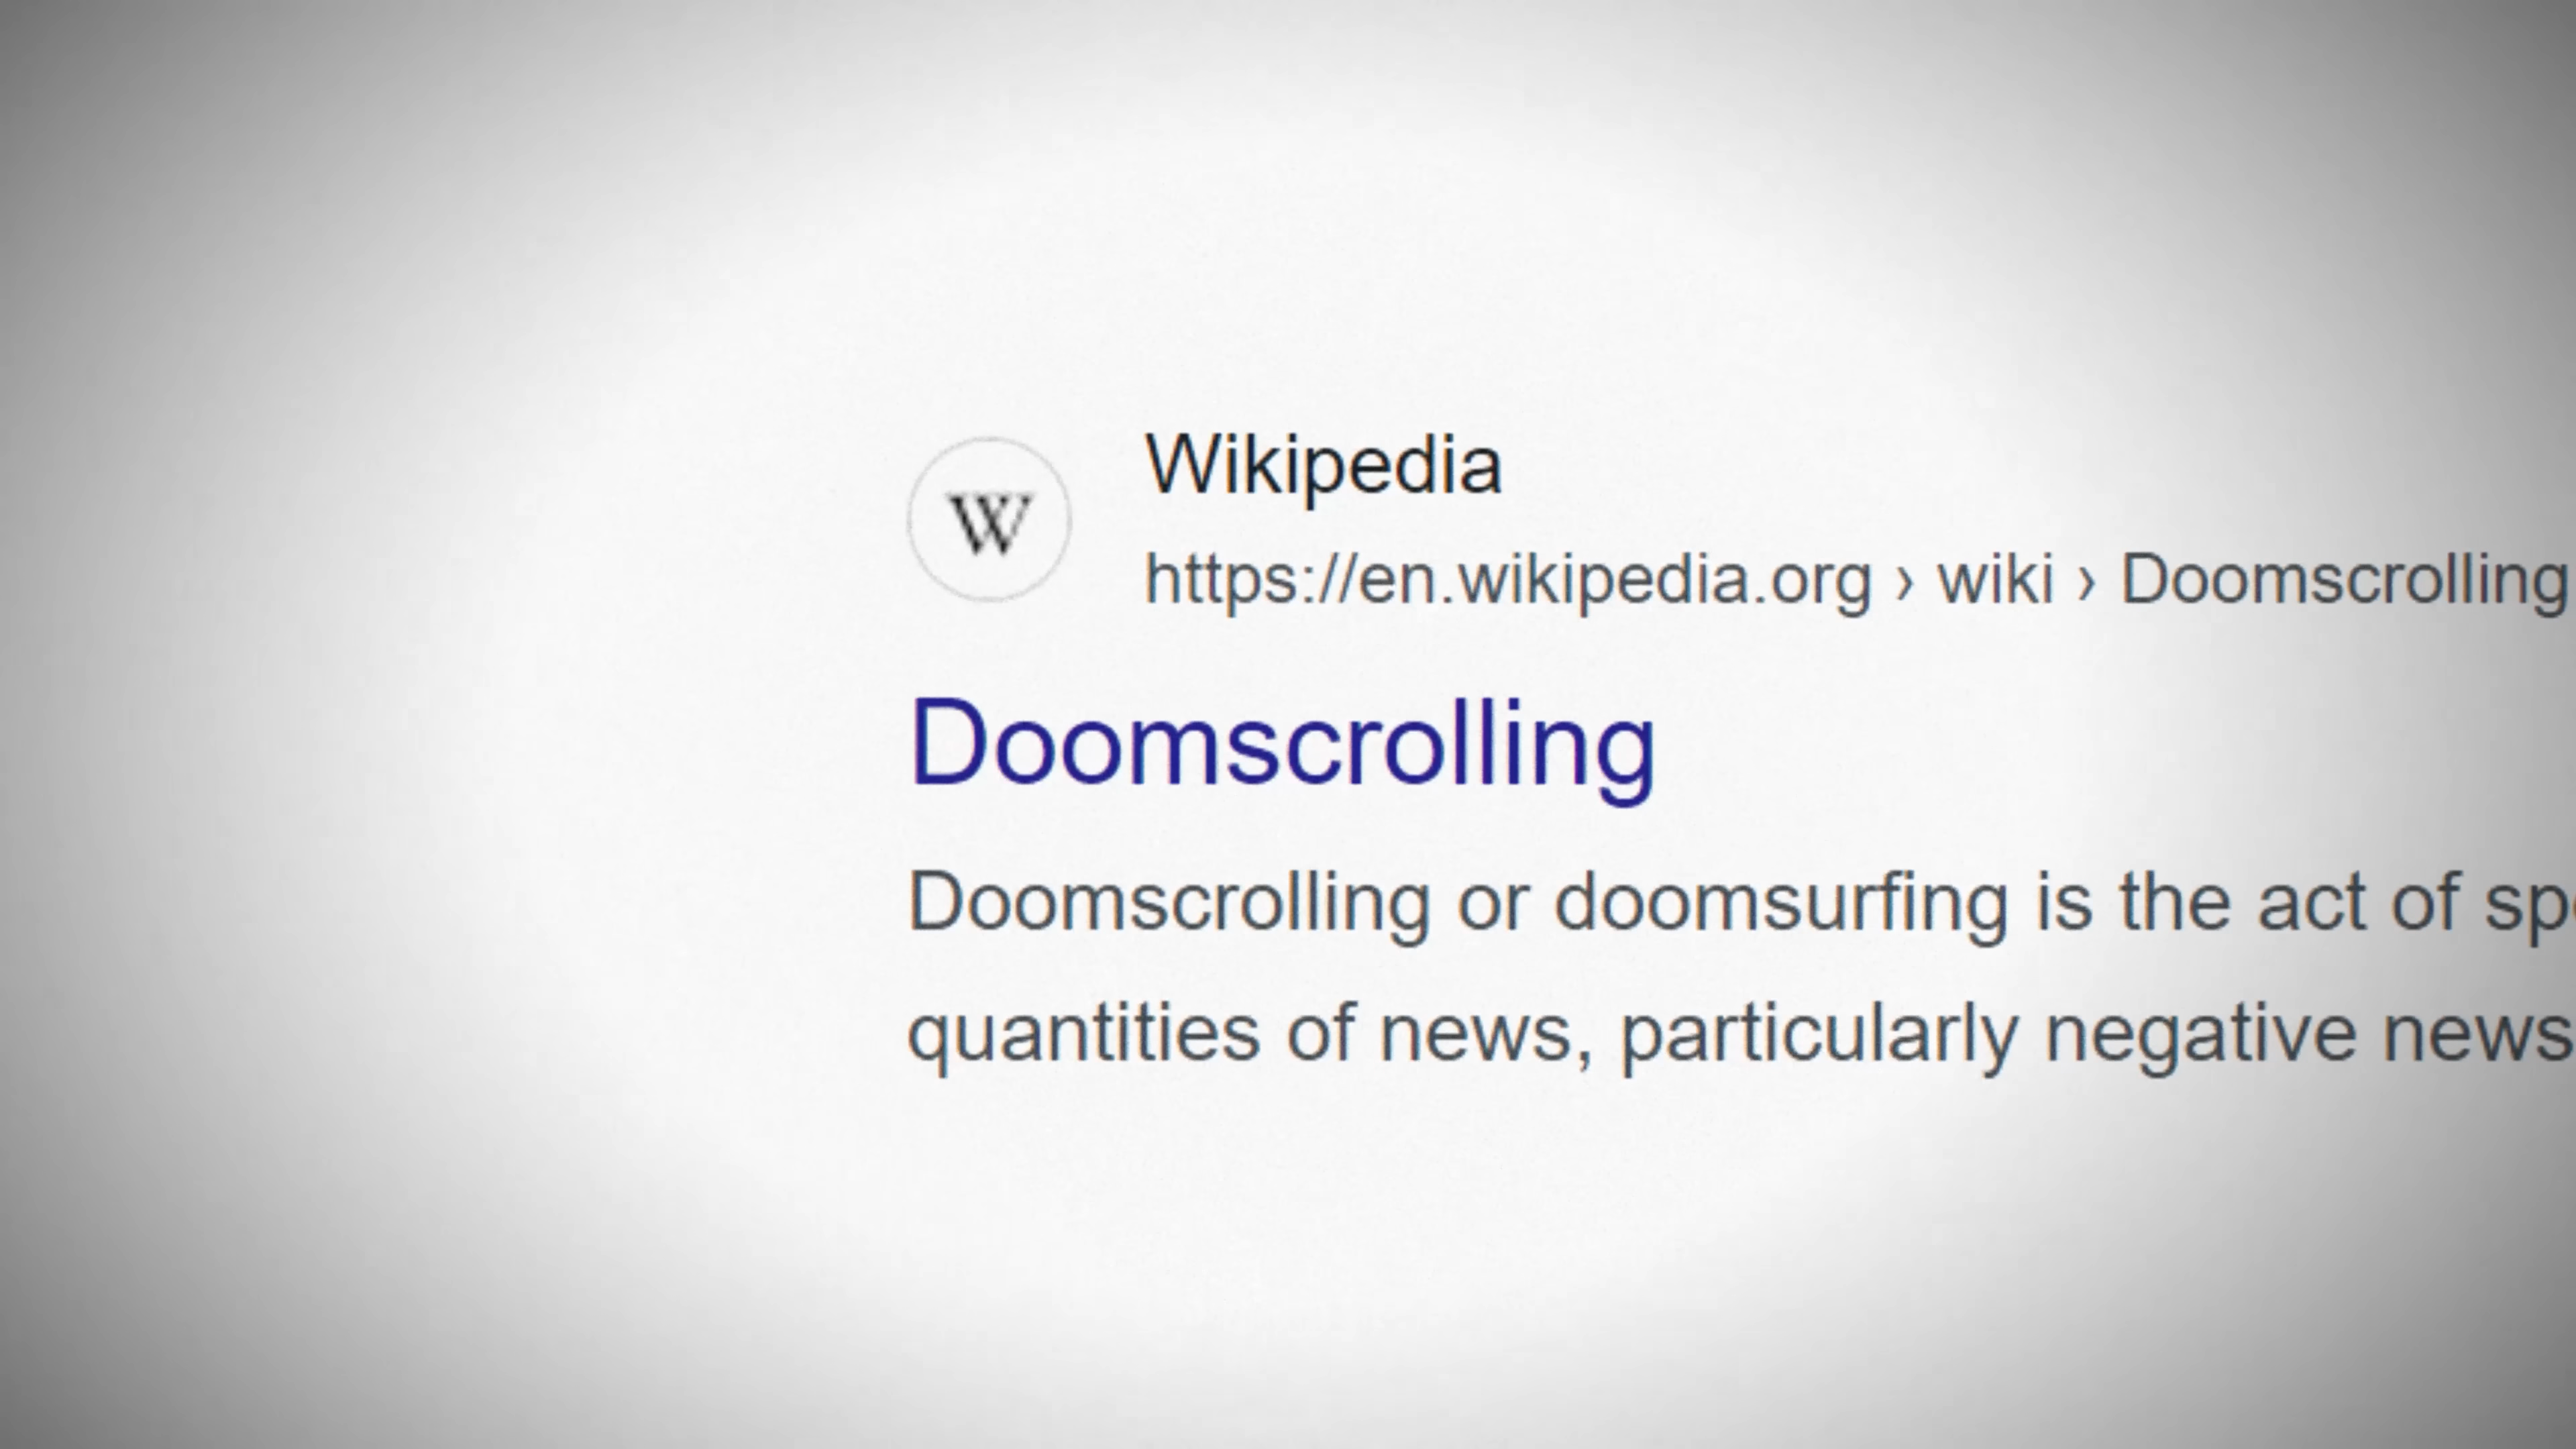 W
Wikipedia
https://en.wikipedia.org › wiki › Doomscrolling
Doomscrolling
Doomscrolling or doomsurfing is the act of
quantities of news, particularly negative news